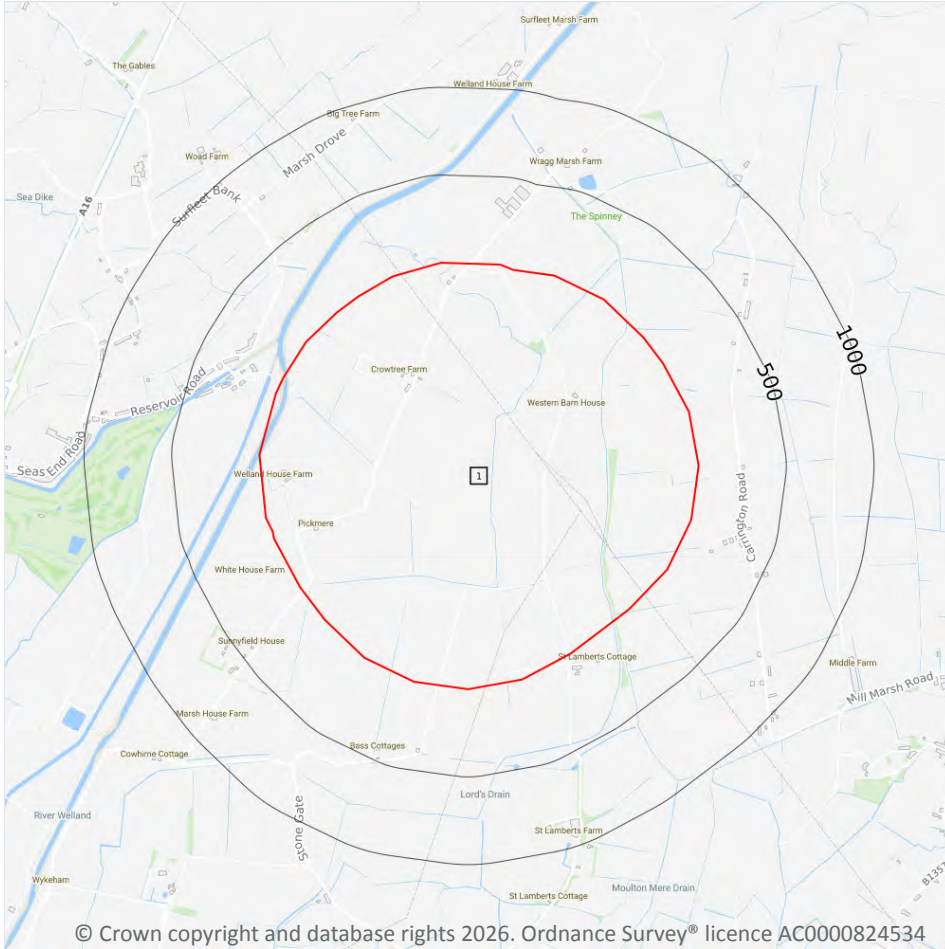 Surfleet Marsh Farm
The Gables
Welland House Farm
Big Tree Farm
Marsh Drove
Woad Farm
Wragg Marsh Farm
Sea Dike
A16
Surfleet Bank
The Spinney
1000
500
Crowtree Farm
Reservoir Road
Western Barn House
Seas End Road
Welland House Farm
1
Carrington Road
Pickmere
White House Farm
Sunnyfield House
St Lamberts Cottage
Middle Farm
Mill Marsh Road
Marsh House Farm
Bass Cottages
Cowhirne Cottage
Lord's Drain
River Welland
Stone Gate
St Lamberts Farm
Wykeham
Moulton Mere Drain
B1357
St Lamberts Cottage
© Crown copyright and database rights 2026. Ordnance Survey® licence AC0000824534